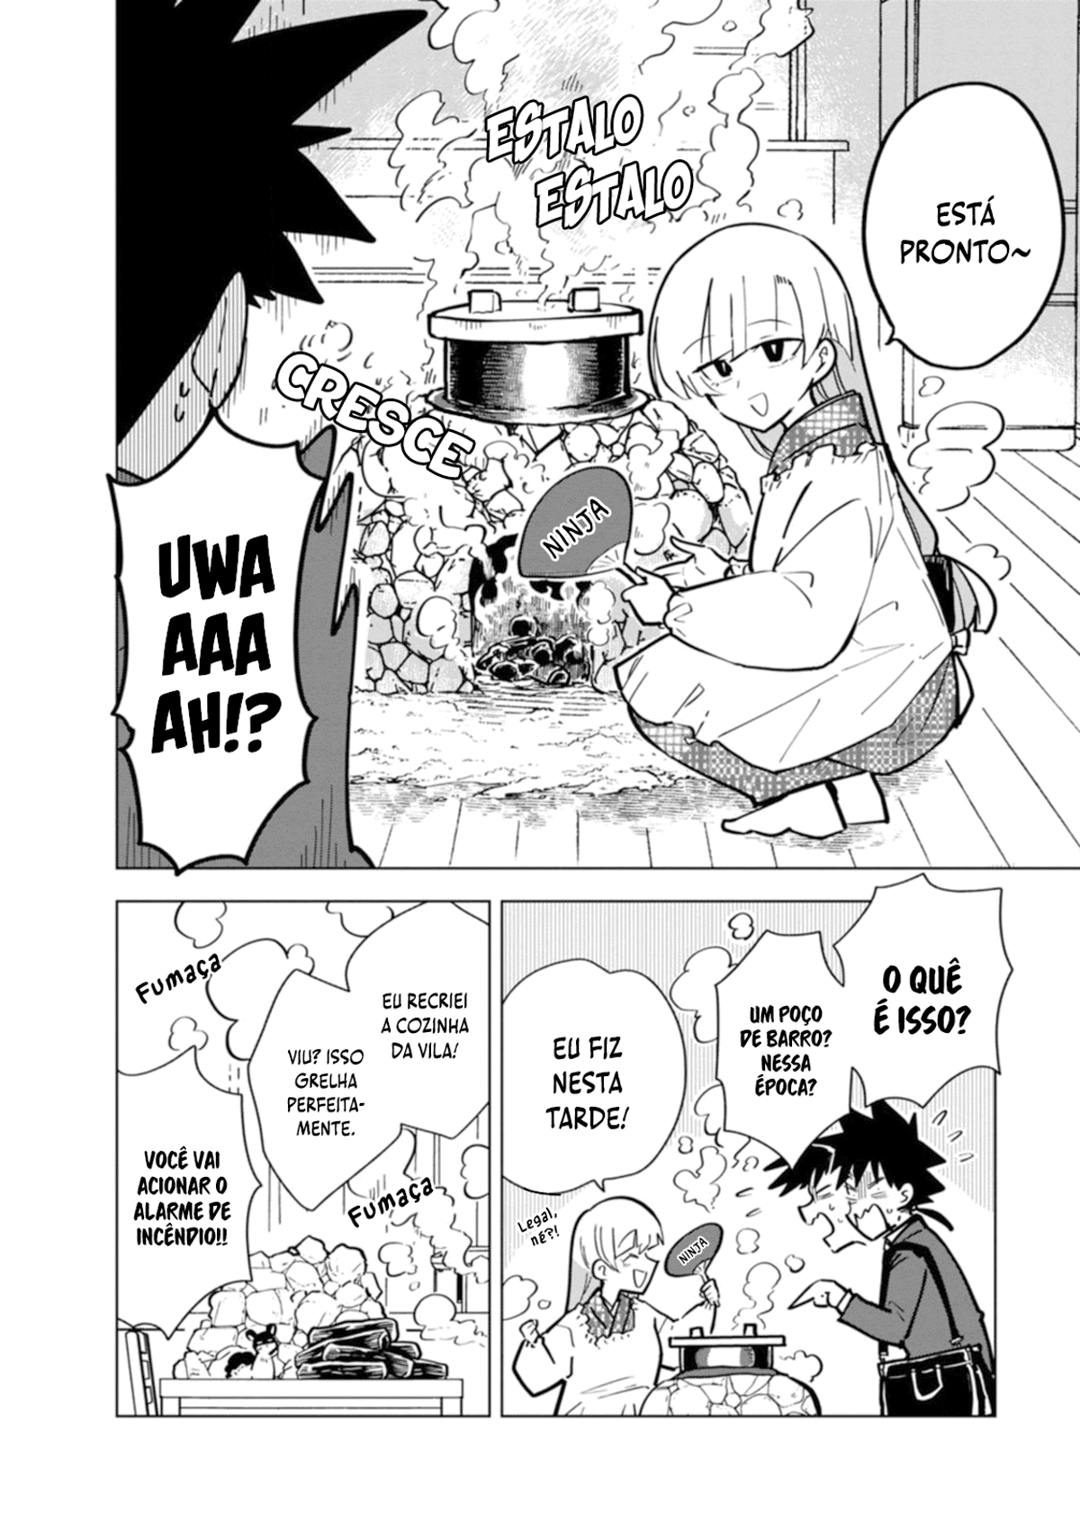 ESTÁ
PRONTO~
ESTALO
ESTALO
CRESCE
NINJA
UWA
AAA
AH!?
O QUÊ
É ISSO?
UM POÇO
DE BARRO?
NESSA
ÉPOCA?
EU FIZ
NESTA
TARDE!
Legal,
né?!
NINJA
EU RECRIEI
A COZINHA
DA VILA!
VIU? ISSO
GRELHA
PERFEITA-
MENTE.
FUMAÇA
FUMAÇA
VOCÊ VAI
ACIONAR O
ALARME DE
INCÊNDIO!!